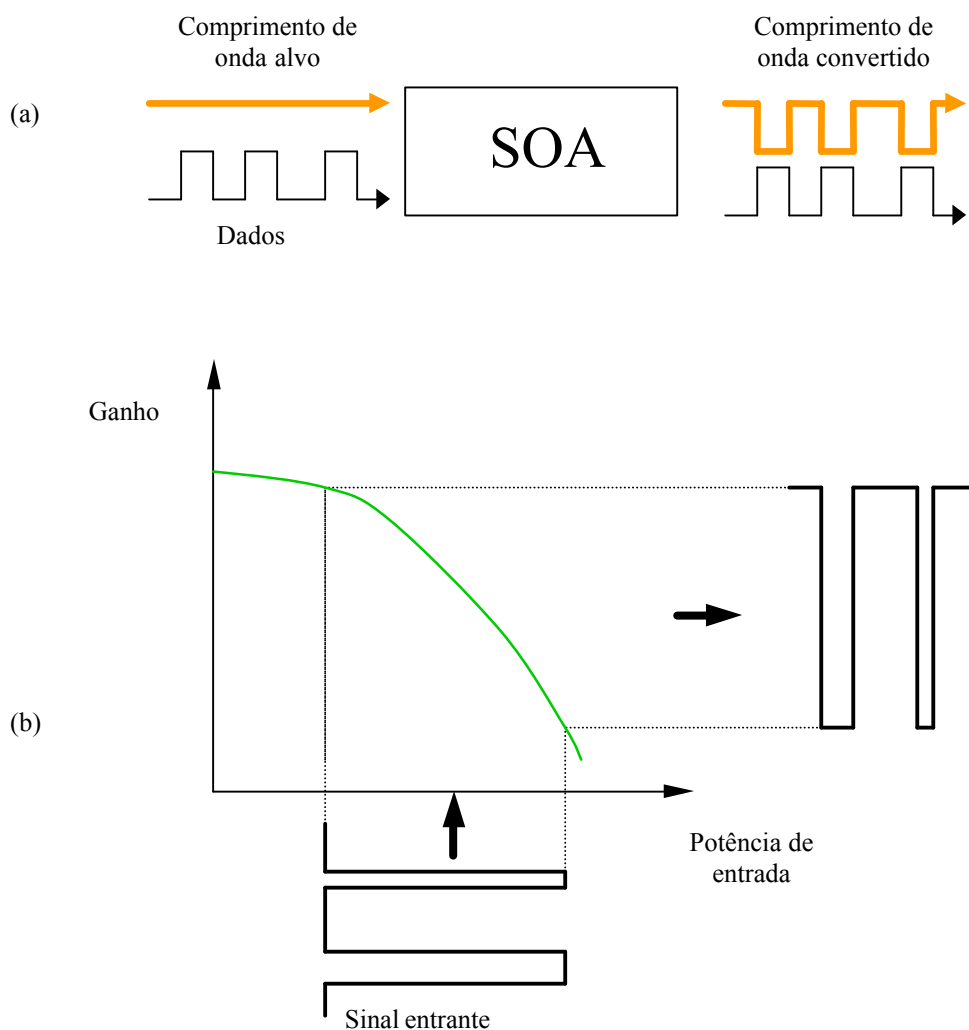 Comprimento de
onda alvo
Comprimento de
onda convertido
(a)
SOA
Dados
Ganho
(b)
Potência de
entrada
Sinal entrante